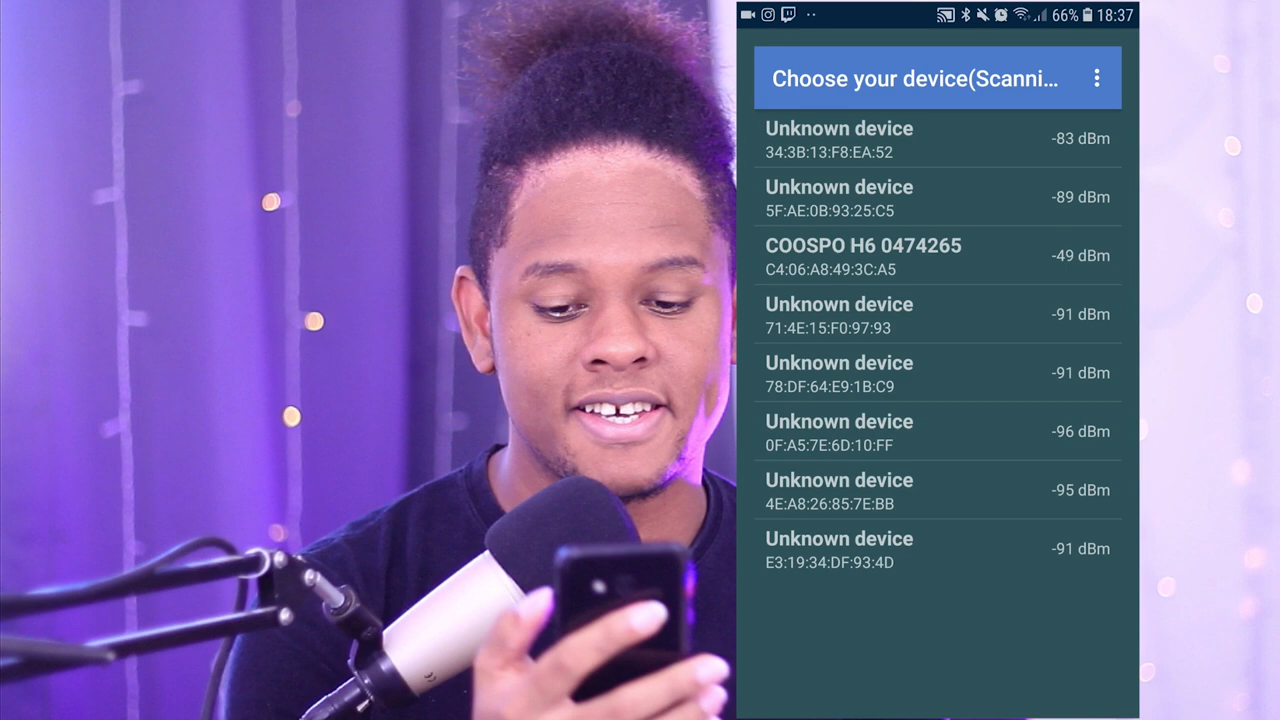 66% 18:37
Choose your device(Scanni...
Unknown device
34:3B:13:F8:EA:52
-83 dBm
Unknown device
5F:AE:0B:93:25:C5
-89 dBm
COOSPO H6 0474265
C4:06:A8:49:3C:A5
-49 dBm
Unknown device
71:4E:15:F0:97:93
-91 dBm
Unknown device
78:DF:64:E9:1B:C9
-91 dBm
Unknown device
0F:A5:7E:6D:10:FF
-96 dBm
Unknown device
4E:A8:26:85:7E:BB
-95 dBm
Unknown device
E3:19:34:DF:93:4D
-91 dBm